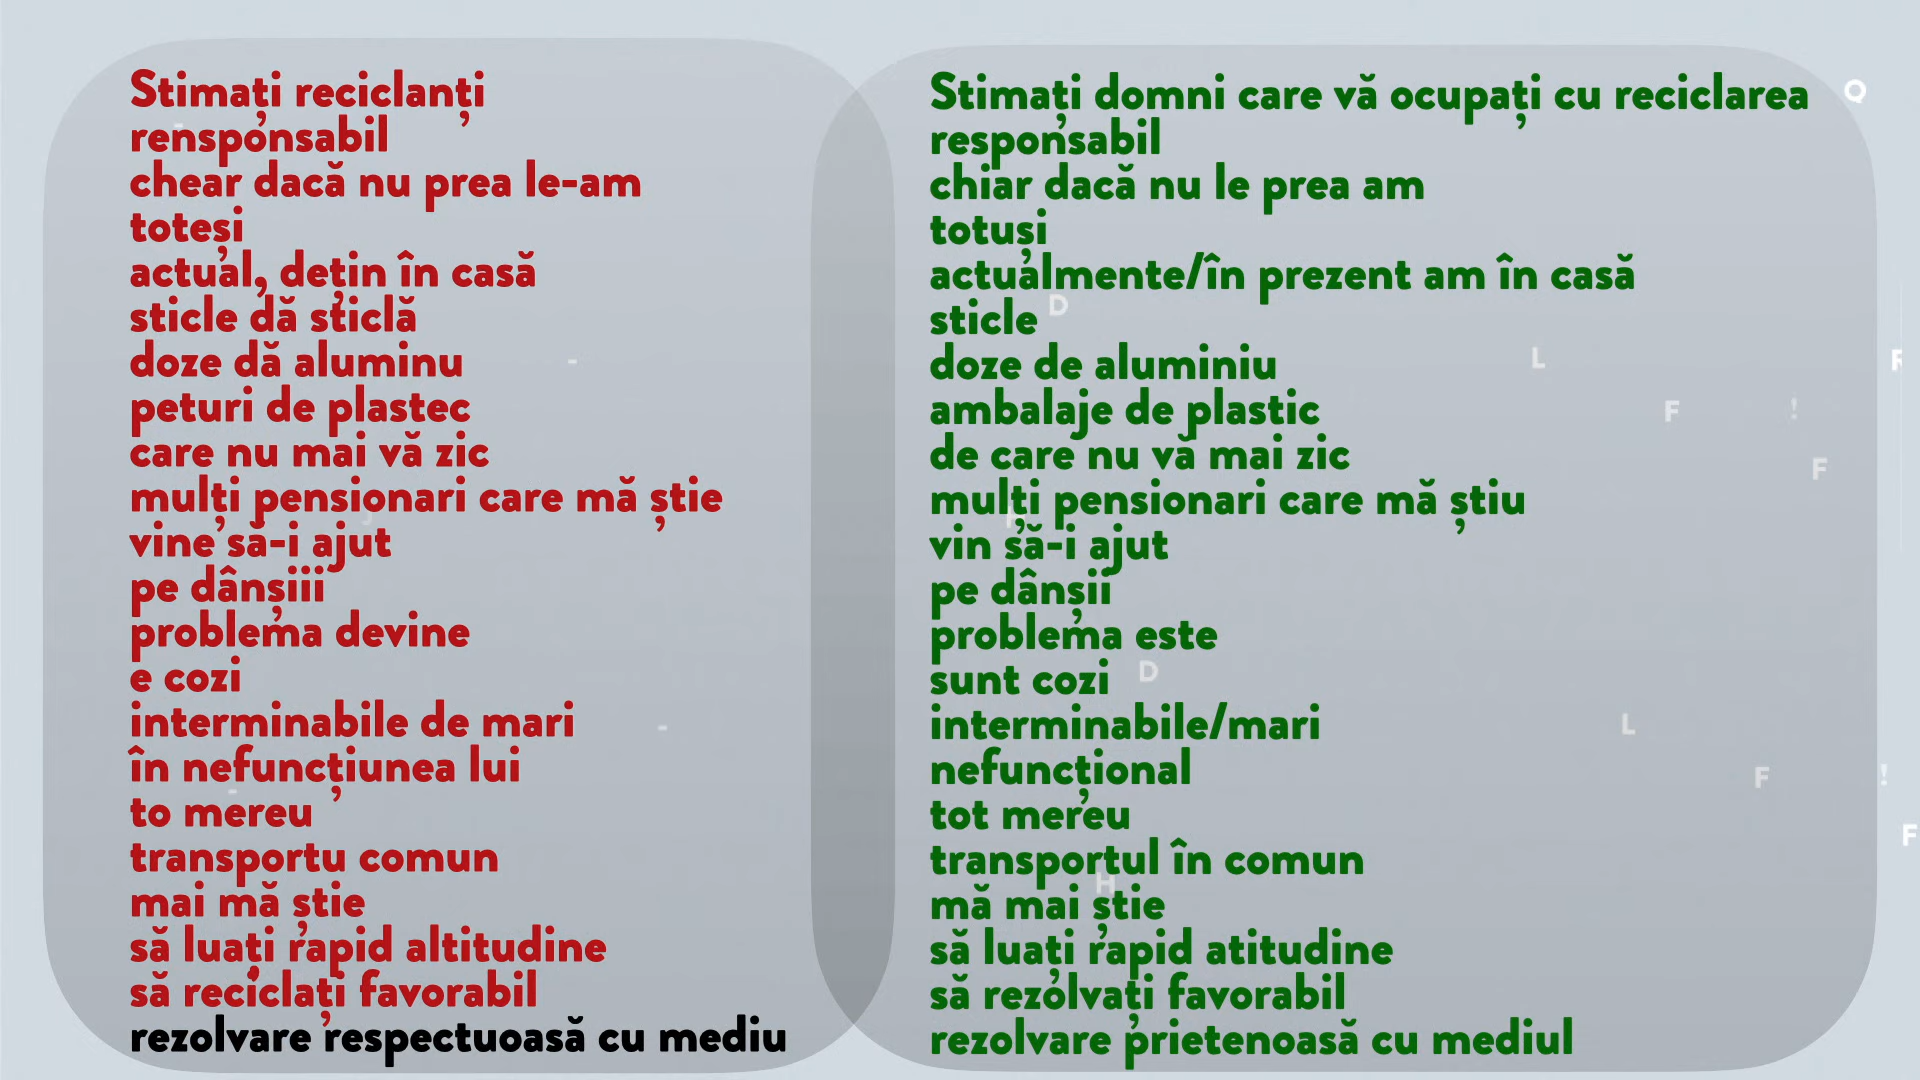 Stimați reciclanți
rensponsabil
chear dacă nu prea le-am
toteși
actual, dețin în casă
sticle dă sticlă
doze dă aluminu
peturi de plastec
care nu mai vă zic
mulți pensionari care mă știe
vine să-i ajut
pe dânșiii
problema devine
e cozi
interminabile de mari
în nefuncțiunea lui
to mereu
transportu comun
mai mă știe
să luați rapid altitudine
să reciclați favorabil
rezolvare respectuoasă cu mediu
Stimați domni care vă ocupați cu reciclarea
responsabil
chiar dacă nu le prea am
totuși
actualmente/în prezent am în casă
sticle
doze de aluminiu
ambalaje de plastic
de care nu vă mai zic
mulți pensionari care mă știu
vin să-i ajut
pe dânșii
problema este
sunt cozi
interminabile/mari
nefuncțional
tot mereu
transportul în comun
mă mai știe
să luați rapid atitudine
să rezolvați favorabil
rezolvare prietenoasă cu mediul
Q
D
L
R
F
!
F
D
L
F
!
F
H